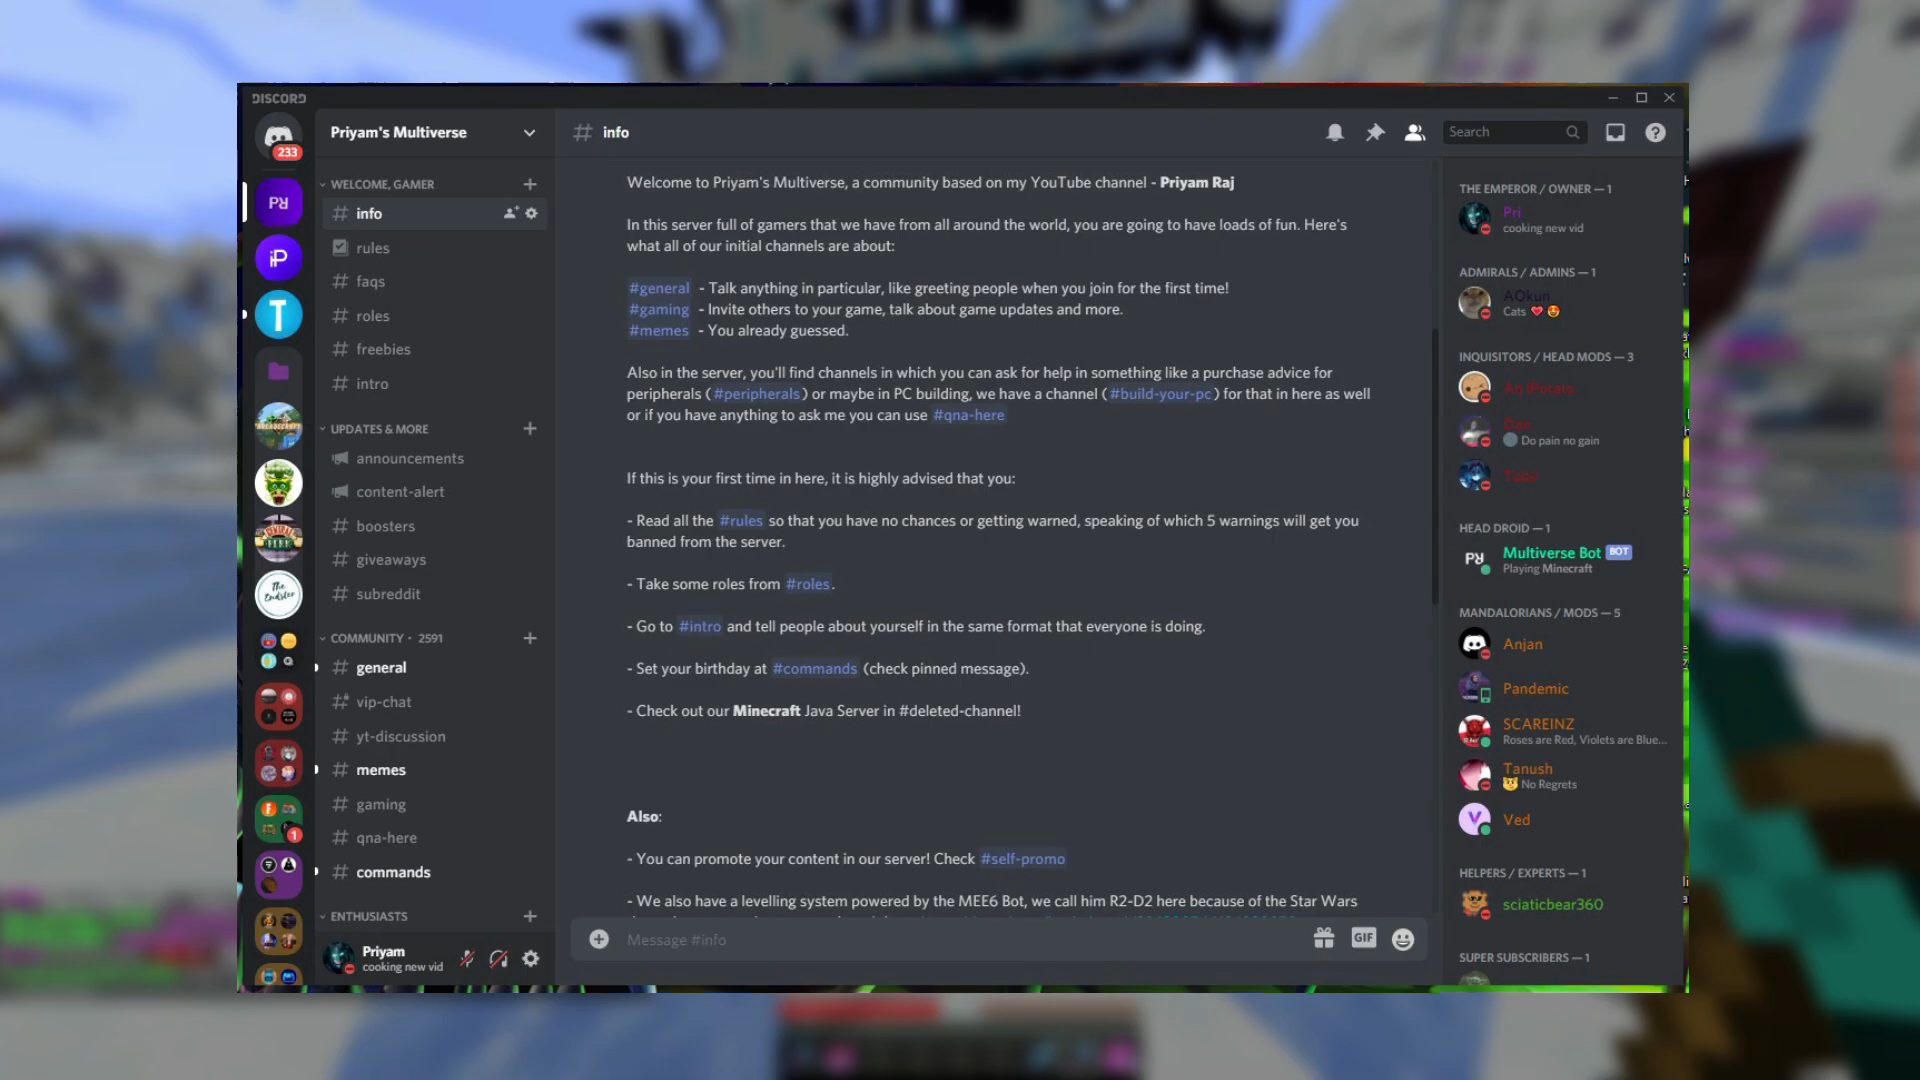 DISCORD
233
Priyam's Multiverse
WELCOME, GAMER
info
rules
faqs
roles
freebies
intro
UPDATES & MORE
announcements
content-alert
boosters
giveaways
subreddit
COMMUNITY · 2591
general
vip-chat
yt-discussion
memes
gaming
qna-here
commands
ENTHUSIASTS
Priyam
cooking new vid
T
The
Endster
1
info
Search
Welcome to Priyam's Multiverse, a community based on my YouTube channel - Priyam Raj
In this server full of gamers that we have from all around the world, you are going to have loads of fun. Here's
what all of our initial channels are about:
#general - Talk anything in particular, like greeting people when you join for the first time!
#gaming - Invite others to your game, talk about game updates and more.
#memes - You already guessed.
Also in the server, you'll find channels in which you can ask for help in something like a purchase advice for
peripherals (#peripherals) or maybe in PC building, we have a channel (#build-your-pc) for that in here as well
or if you have anything to ask me you can use #qna-here
If this is your first time in here, it is highly advised that you:
- Read all the #rules so that you have no chances or getting warned, speaking of which 5 warnings will get you
banned from the server.
- Take some roles from #roles.
- Go to #intro and tell people about yourself in the same format that everyone is doing.
- Set your birthday at #commands (check pinned message).
- Check out our Minecraft Java Server in #deleted-channel!
Also:
- You can promote your content in our server! Check #self-promo
- We also have a levelling system powered by the MEE6 Bot, we call him R2-D2 here because of the Star Wars
Message #info
GIF
THE EMPEROR / OWNER — 1
Pri
cooking new vid
ADMIRALS / ADMINS — 1
AOkun
Cats ❤️ 😍
INQUISITORS / HEAD MODS — 3
Do pain no gain
HEAD DROID — 1
Multiverse Bot BOT
Playing Minecraft
MANDALORIANS / MODS — 5
Anjan
Pandemic
SCAREINZ
Roses are Red, Violets are Blue...
Tanush
No Regrets
V Ved
HELPERS / EXPERTS — 1
sciaticbear360
SUPER SUBSCRIBERS — 1